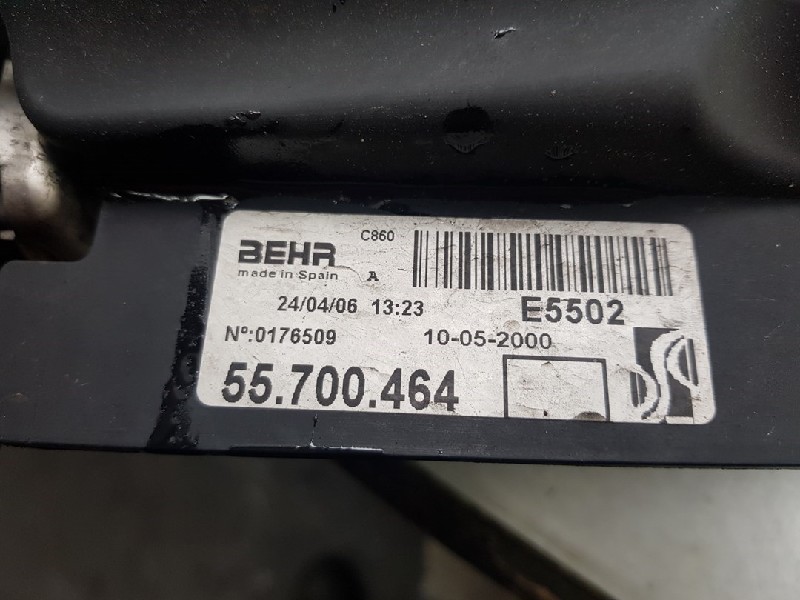 C860
BEHR
made in Spain A
24/04/06 13:23 E5502
Nº:0176509 10-05-2000
55.700.464